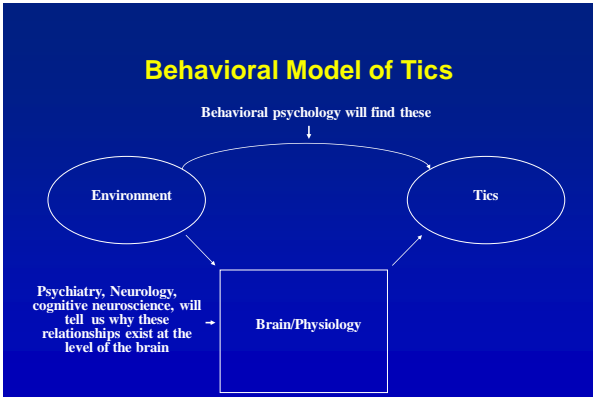 Behavioral Model of Tics
Behavioral psychology will find these
Environment
Tics
Psychiatry, Neurology,
cognitive neuroscience, will
tell us why these
relationships exist at the
level of the brain
Brain/Physiology